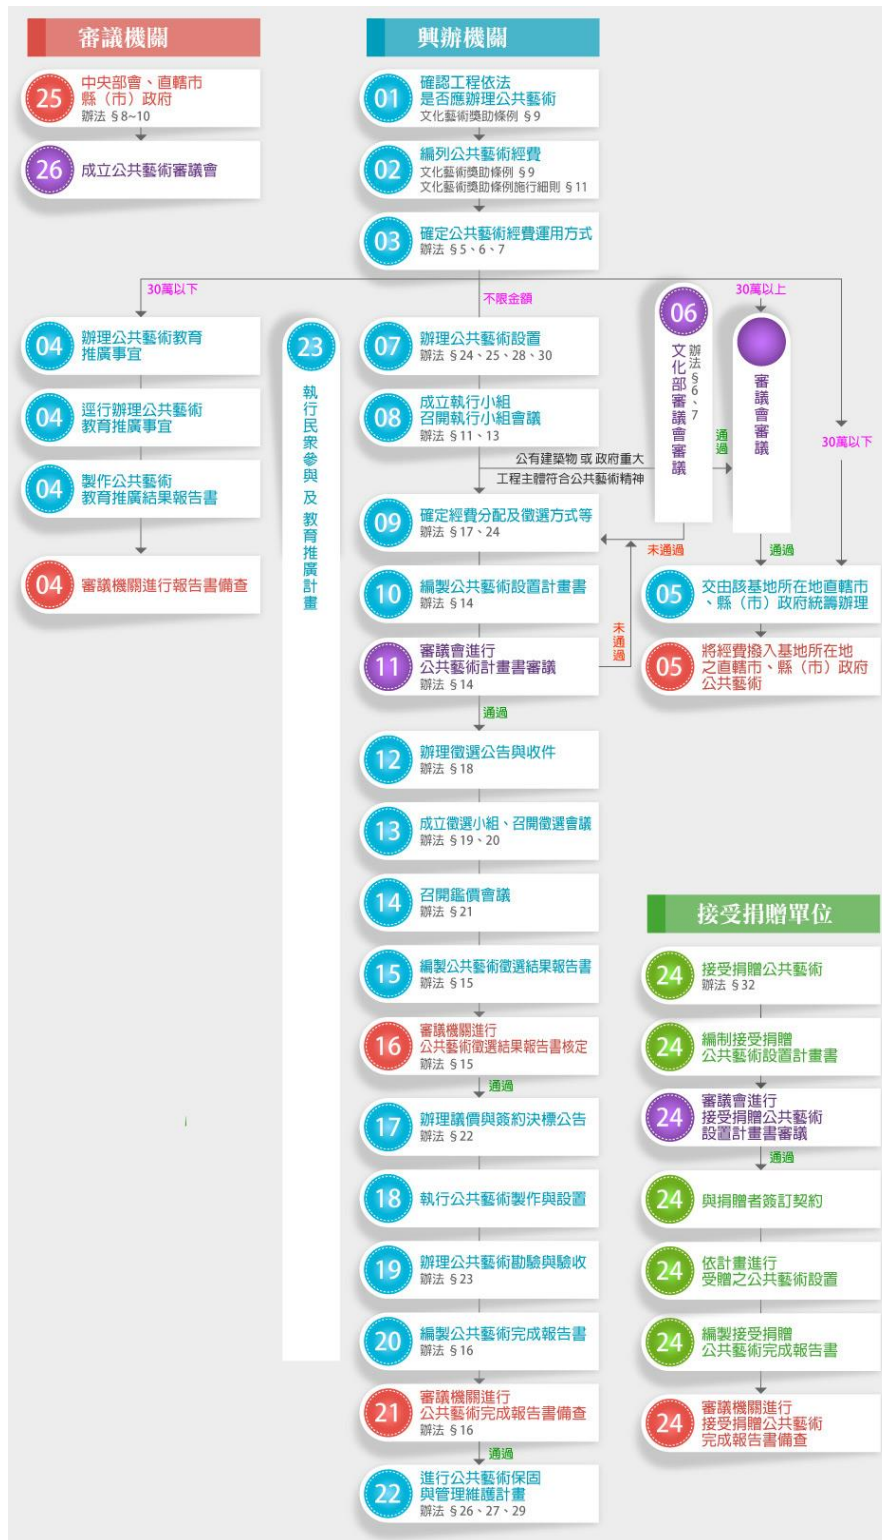 審議機關
25
中央部會、直轄市
縣（市）政府
辦法 §8~10
26
成立公共藝術審議會
興辦機關
01
確認工程依法
是否應辦理公共藝術
文化藝術獎助條例 §9
02
編列公共藝術經費
文化藝術獎助條例 §9
文化藝術獎助條例施行細則 §11
03
確定公共藝術經費運用方式
辦法 §5、6、7
30萬以下
04
辦理公共藝術教育
推廣事宜
04
逕行辦理公共藝術
教育推廣事宜
04
製作公共藝術
教育推廣結果報告書
04
審議機關進行報告書備查
23
執行民眾參與 及 教育推廣計畫
不限金額
07
辦理公共藝術設置
辦法 §24、25、28、30
08
成立執行小組
召開執行小組會議
辦法 §11、13
公有建築物 或 政府重大
工程主體符合公共藝術精神
06
文化部審議會審議
辦法 §6、7
通過
未通過
30萬以上
審議會審議
通過
30萬以下
05
交由該基地所在地直轄市
、縣（市）政府統籌辦理
05
將經費撥入基地所在地
之直轄市、縣（市）政府
公共藝術
09
確定經費分配及徵選方式等
辦法 §17、24
10
編製公共藝術設置計畫書
辦法 §14
11
審議會進行
公共藝術計畫書審議
辦法 §14
未通過
通過
12
辦理徵選公告與收件
辦法 §18
13
成立徵選小組、召開徵選會議
辦法 §19、20
14
召開鑑價會議
辦法 §21
15
編製公共藝術徵選結果報告書
辦法 §15
16
審議機關進行
公共藝術徵選結果報告書核定
辦法 §15
通過
17
辦理議價與簽約決標公告
辦法 §22
18
執行公共藝術製作與設置
19
辦理公共藝術勘驗與驗收
辦法 §23
20
編製公共藝術完成報告書
辦法 §16
21
審議機關進行
公共藝術完成報告書備查
辦法 §16
通過
22
進行公共藝術保固
與管理維護計畫
辦法 §26、27、29
接受捐贈單位
24
接受捐贈公共藝術
辦法 §32
24
編制接受捐贈
公共藝術設置計畫書
24
審議會進行
接受捐贈公共藝術
設置計畫書審議
通過
24
與捐贈者簽訂契約
24
依計畫進行
受贈之公共藝術設置
24
編製接受捐贈
公共藝術完成報告書
24
審議機關進行
接受捐贈公共藝術
完成報告書備查